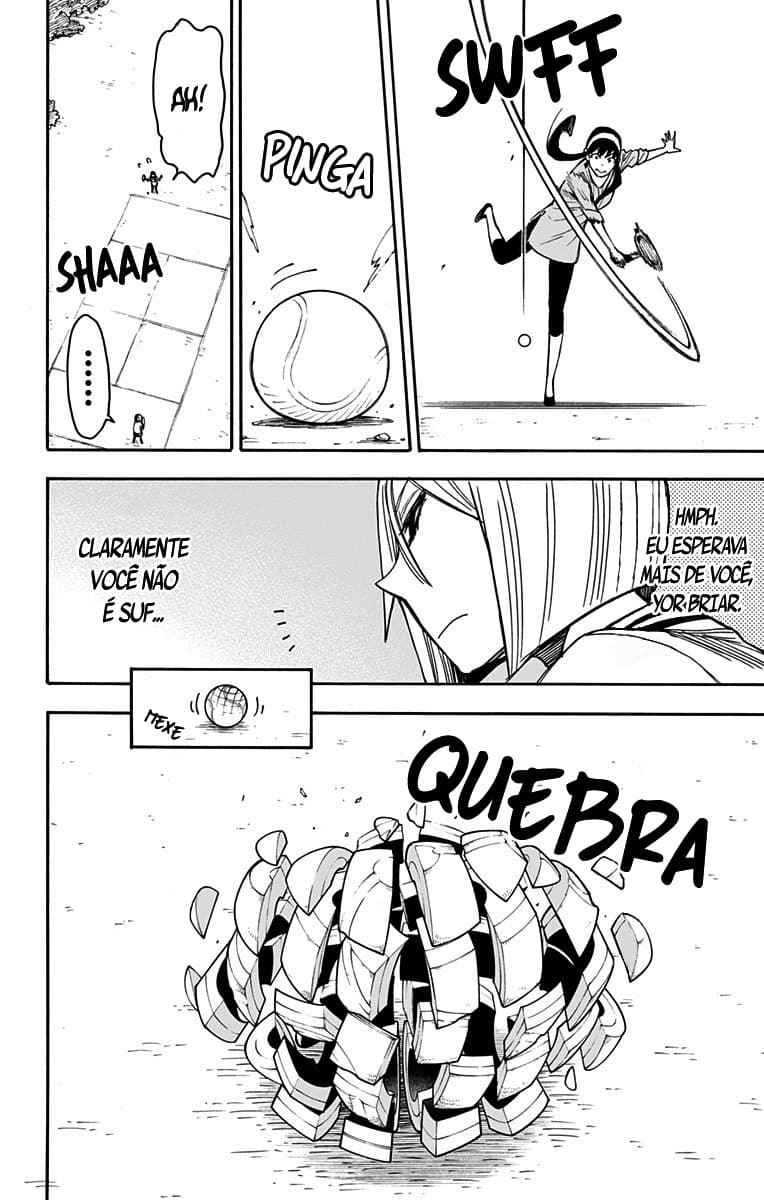 SWFF
PINGA
AH!
SHAAA
......
HMPH.
EU ESPERAVA
MAIS DE VOCÊ,
YOR BRIAR.
CLARAMENTE
VOCÊ NÃO
É SUF...
MEXE
QUEBRA